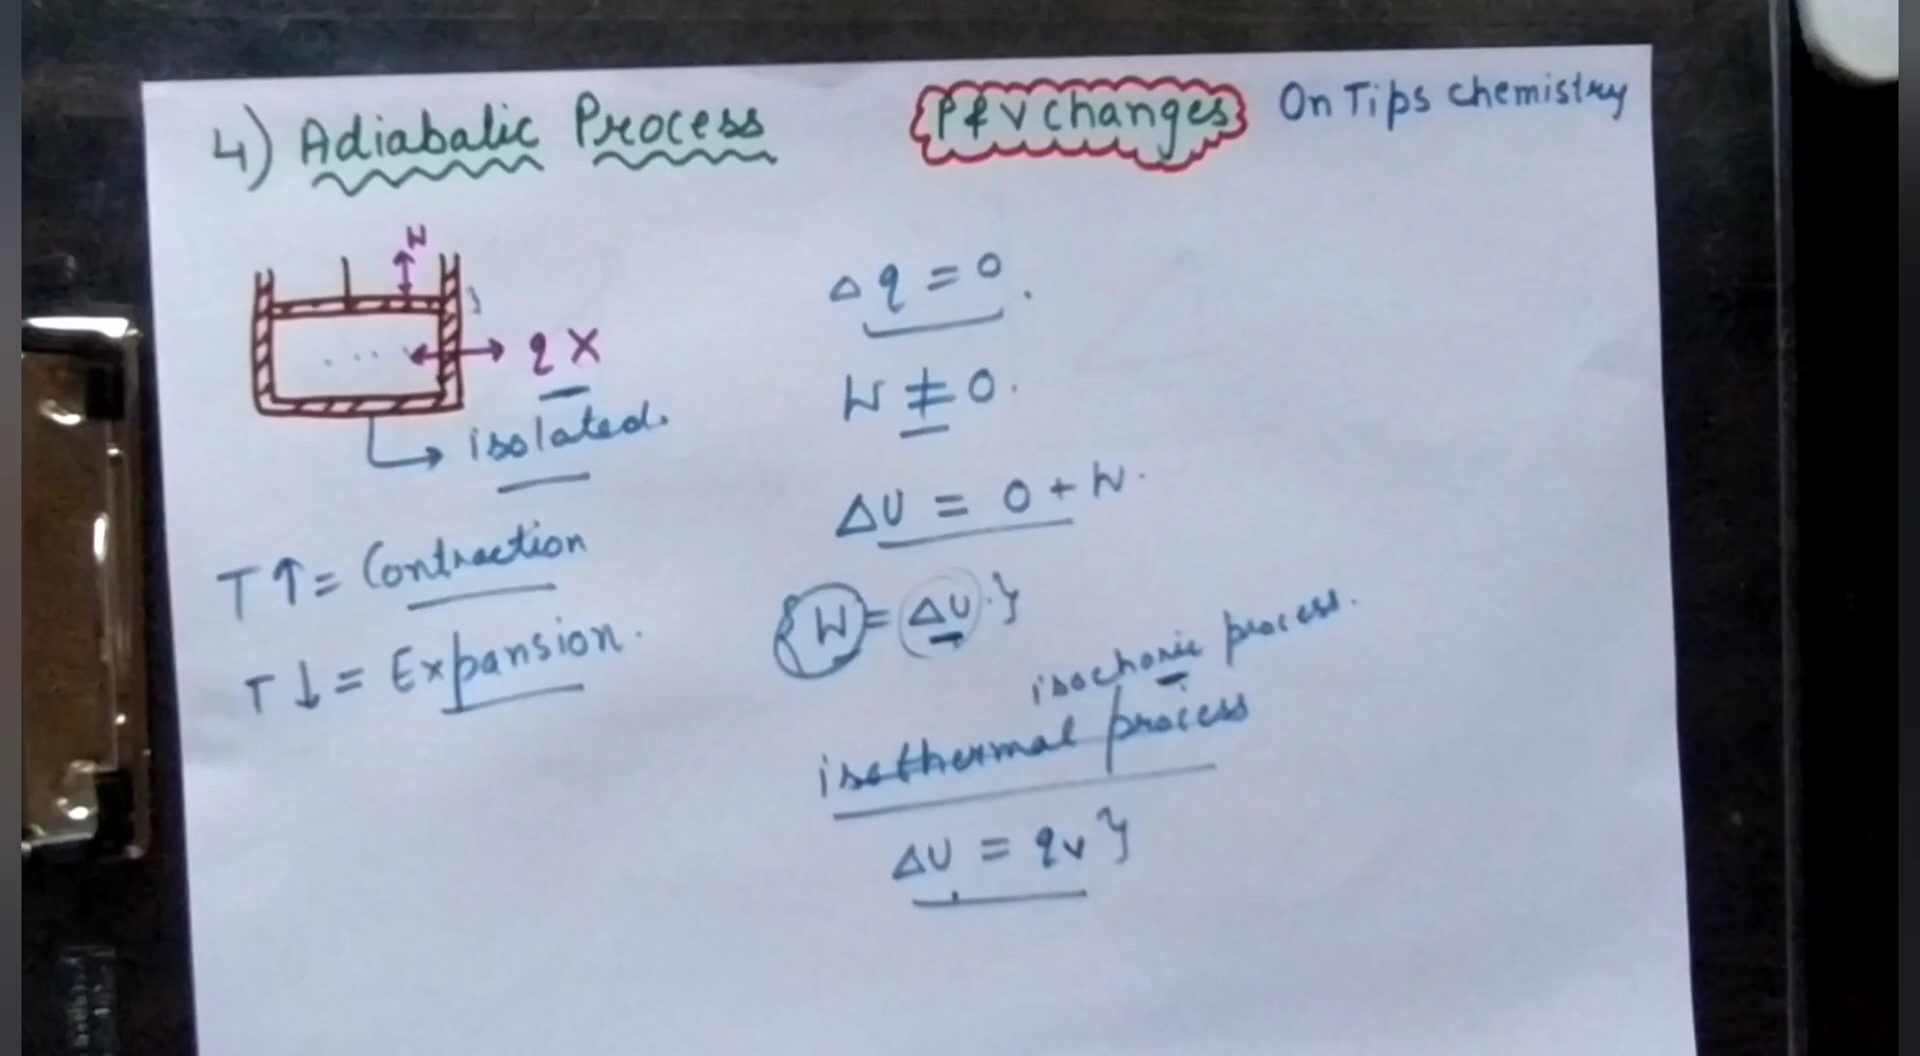 4) Adiabatic Process
P & V changes
On Tips chemistry
W
q X
isolated.
T ↑ = Contraction
T ↓ = Expansion.
Δq = 0.
W ≠ 0.
ΔU = 0 + W.
{W = ΔU.}
isochoric process.
isothermal process
ΔU = qv}